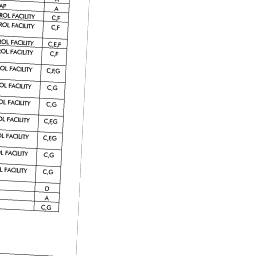 AP A
ROL FACILITY C,F
ROL FACILITY C,F
ROL FACILITY C,E,F
ROL FACILITY C,F
OL FACILITY C,F,G
OL FACILITY C,G
OL FACILITY C,G
OL FACILITY C,F,G
OL FACILITY C,F,G
L FACILITY C,G
L FACILITY C,G
D
A
C,G